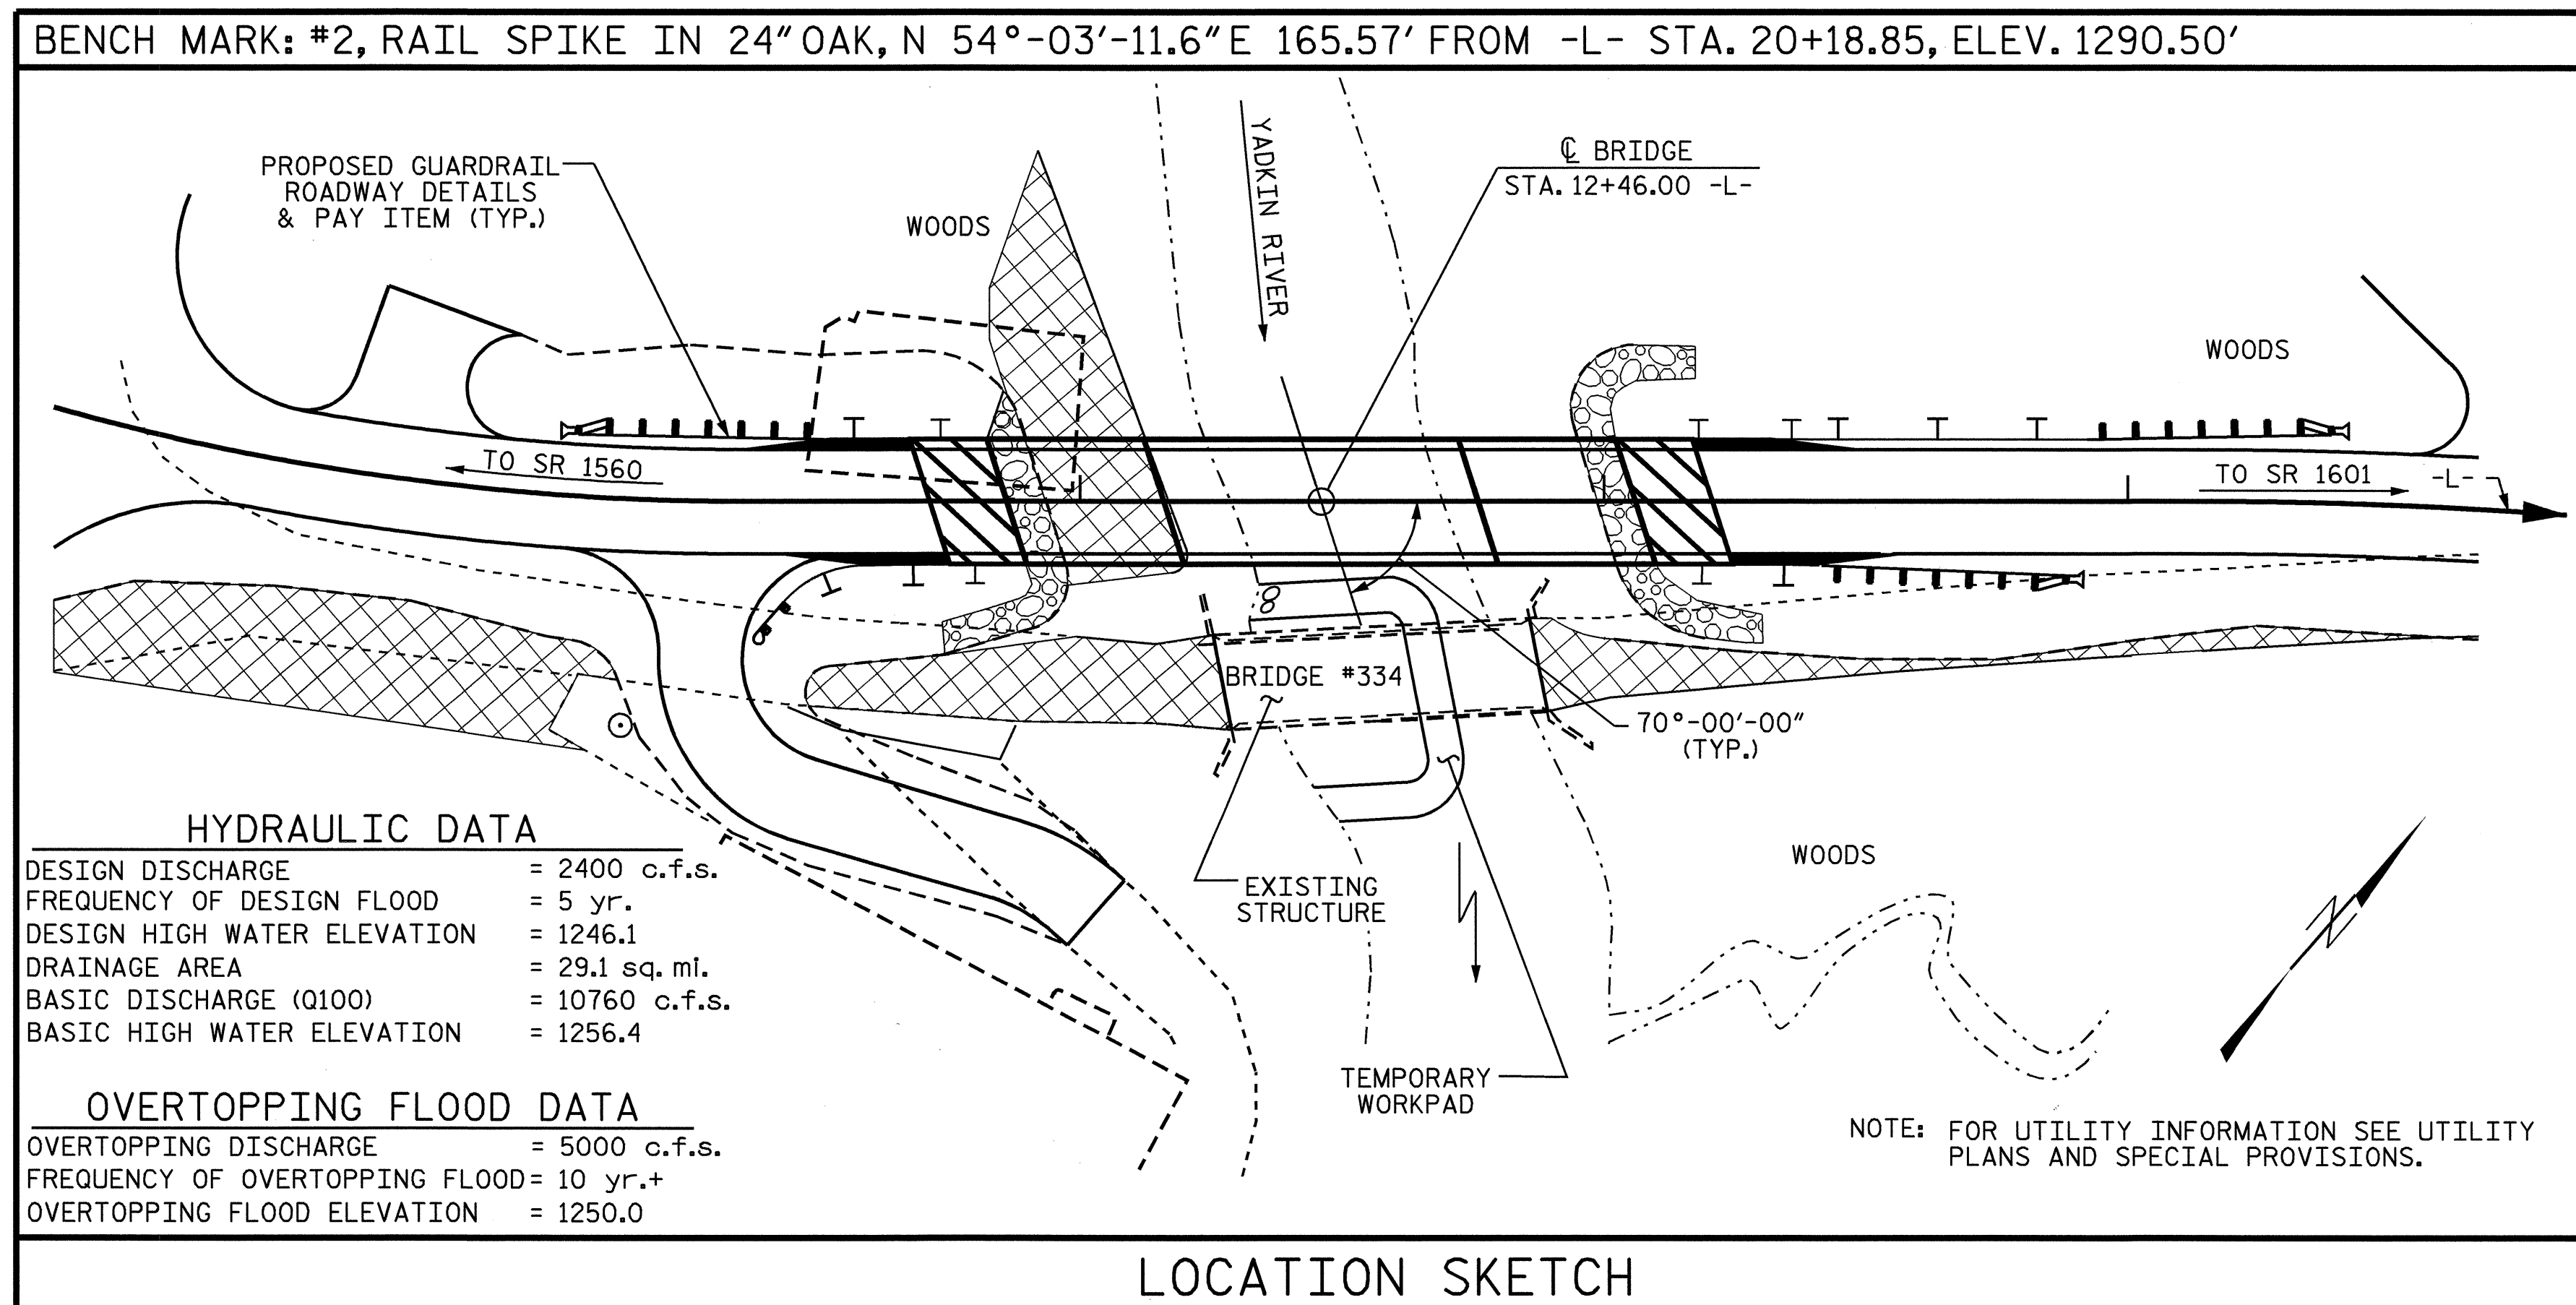 BENCH MARK: #2, RAIL SPIKE IN 24" OAK, N 54°-03'-11.6" E 165.57' FROM -L- STA. 20+18.85, ELEV. 1290.50'
PROPOSED GUARDRAIL
ROADWAY DETAILS
& PAY ITEM (TYP.)
WOODS
YADKIN RIVER
℄ BRIDGE
STA. 12+46.00 -L-
WOODS
TO SR 1560
TO SR 1601
-L-
BRIDGE #334
70°-00'-00"
(TYP.)
WOODS
EXISTING
STRUCTURE
TEMPORARY
WORKPAD
HYDRAULIC DATA
DESIGN DISCHARGE = 2400 c.f.s.
FREQUENCY OF DESIGN FLOOD = 5 yr.
DESIGN HIGH WATER ELEVATION = 1246.1
DRAINAGE AREA = 29.1 sq. mi.
BASIC DISCHARGE (Q100) = 10760 c.f.s.
BASIC HIGH WATER ELEVATION = 1256.4
OVERTOPPING FLOOD DATA
OVERTOPPING DISCHARGE = 5000 c.f.s.
FREQUENCY OF OVERTOPPING FLOOD = 10 yr.+
OVERTOPPING FLOOD ELEVATION = 1250.0
NOTE: FOR UTILITY INFORMATION SEE UTILITY
PLANS AND SPECIAL PROVISIONS.
LOCATION SKETCH